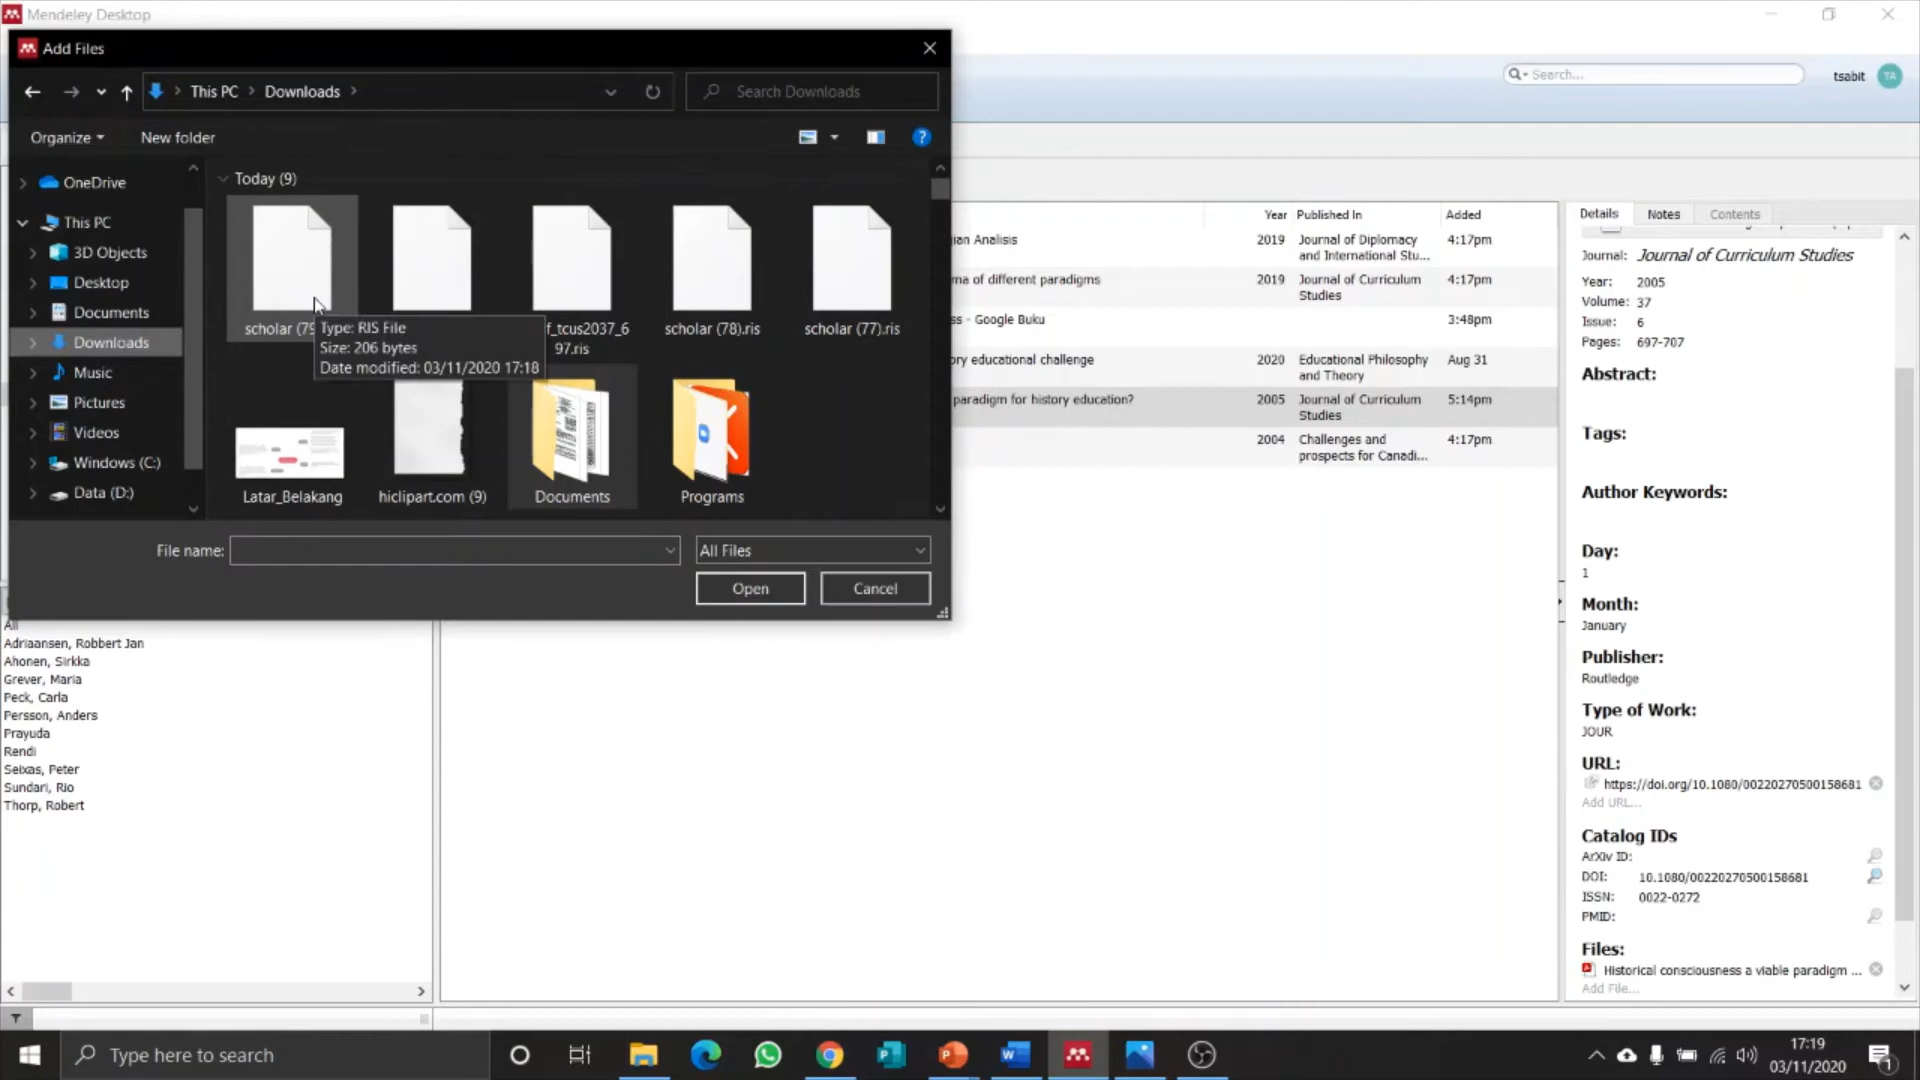 Mendeley Desktop
Add Files
This PC
Downloads
Search Downloads
Search...
tsabit
TA
Organize
New folder
OneDrive
This PC
3D Objects
Desktop
Documents
Downloads
Music
Pictures
Videos
Windows (C:)
Data (D:)
Today (9)
scholar (79
97.ris
scholar (78).ris
scholar (77).ris
Type: RIS File
Size: 206 bytes
Date modified: 03/11/2020 17:18
Latar_Belakang
hiclipart.com (9)
Documents
Programs
File name:
All Files
Open
Cancel
Year
Published In
Added
Analisis
2019
Journal of Diplomacy
and International Stu...
4:17pm
of different paradigms
2019
Journal of Curriculum
Studies
4:17pm
- Google Buku
3:48pm
educational challenge
2020
Educational Philosophy
and Theory
Aug 31
paradigm for history education?
2005
Journal of Curriculum
Studies
5:14pm
2004
Challenges and
prospects for Canadi...
4:17pm
Adriaansen, Robbert Jan
Ahonen, Sirkka
Grever, Maria
Peck, Carla
Persson, Anders
Prayuda
Rendi
Seixas, Peter
Sundari, Rio
Thorp, Robert
Details
Notes
Contents
Journal: Journal of Curriculum Studies
Year: 2005
Volume: 37
Issue: 6
Pages: 697-707
Abstract:
Tags:
Author Keywords:
Day:
1
Month:
January
Publisher:
Routledge
Type of Work:
JOUR
URL:
https://doi.org/10.1080/00220270500158681
Add URL...
Catalog IDs
ArXiv ID:
DOI: 10.1080/00220270500158681
ISSN: 0022-0272
PMID:
Files:
Historical consciousness a viable paradigm ...
Add File...
Type here to search
17:19
03/11/2020
1